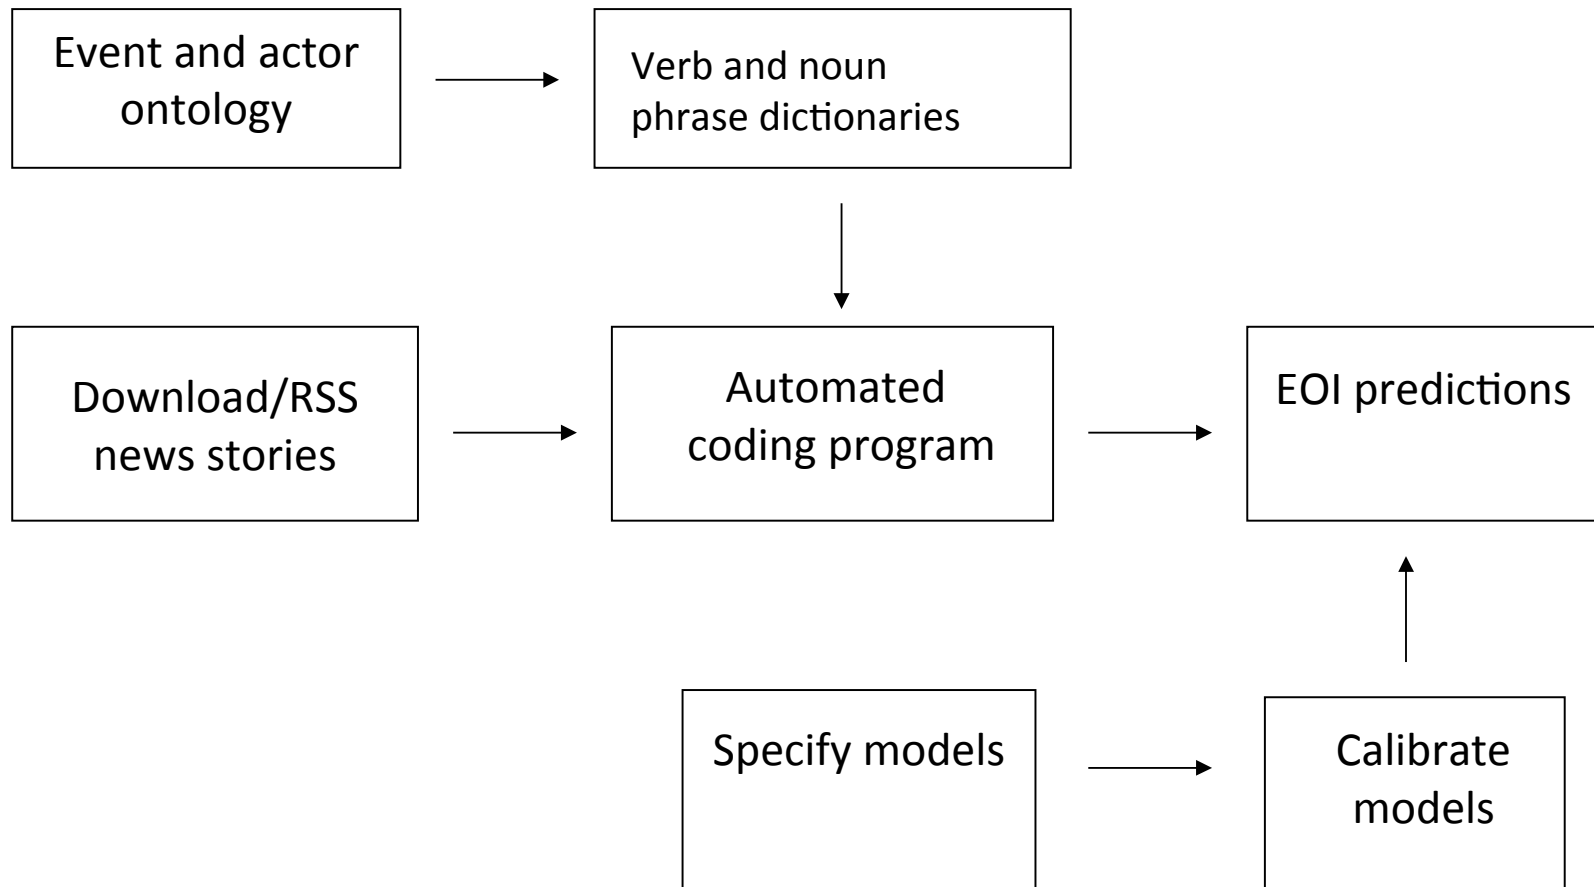 Event and actor
ontology
Verb and noun
phrase dictionaries
Download/RSS
news stories
Automated
coding program
EOI predictions
Specify models
Calibrate
models